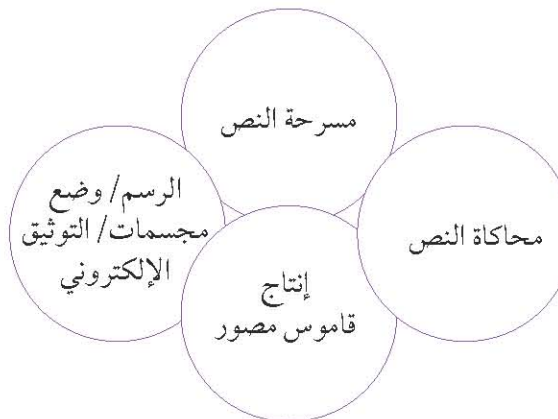 مسرحة النص
محاكاة النص
الرسم/ وضع
مجسمات/ التوثيق
الإلكتروني
إنتاج
قاموس مصور